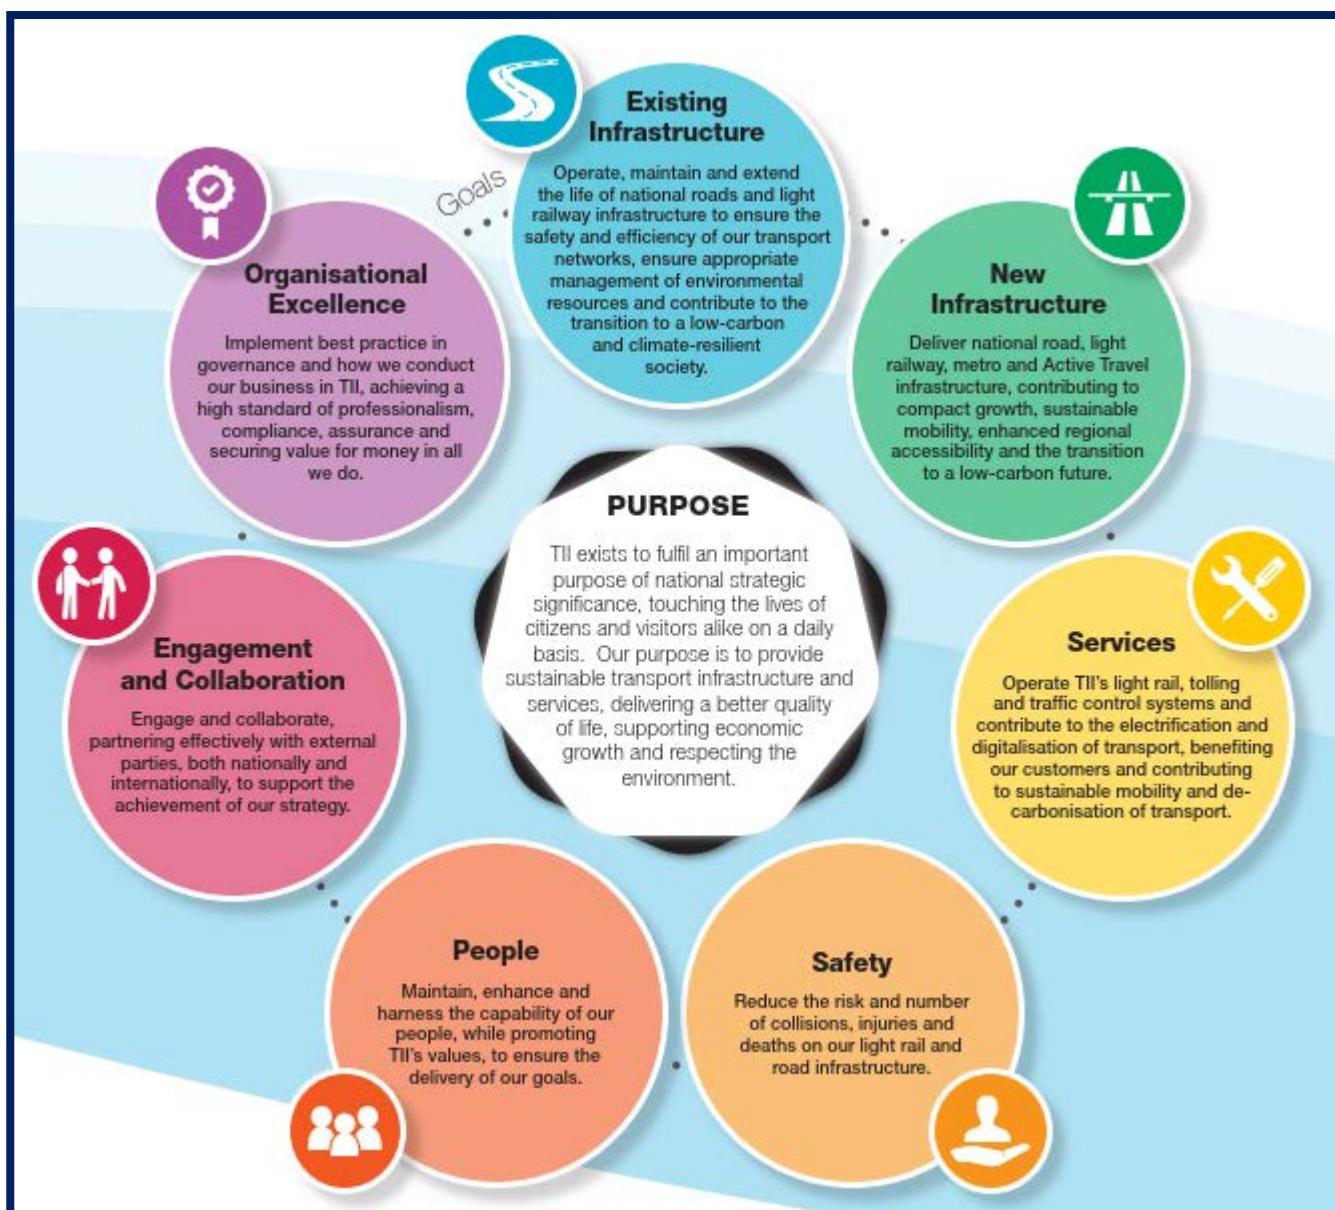 Goals
Existing
Infrastructure
Operate, maintain and extend
the life of national roads and light
railway infrastructure to ensure the
safety and efficiency of our transport
networks, ensure appropriate
management of environmental
resources and contribute to the
transition to a low-carbon
and climate-resilient
society.
New
Infrastructure
Deliver national road, light
railway, metro and Active Travel
infrastructure, contributing to
compact growth, sustainable
mobility, enhanced regional
accessibility and the transition
to a low-carbon future.
Services
Operate TII's light rail, tolling
and traffic control systems and
contribute to the electrification and
digitalisation of transport, benefiting
our customers and contributing
to sustainable mobility and de-
carbonisation of transport.
Safety
Reduce the risk and number
of collisions, injuries and
deaths on our light rail and
road infrastructure.
People
Maintain, enhance and
harness the capability of our
people, while promoting
TII's values, to ensure the
delivery of our goals.
Engagement
and Collaboration
Engage and collaborate,
partnering effectively with external
parties, both nationally and
internationally, to support the
achievement of our strategy.
Organisational
Excellence
Implement best practice in
governance and how we conduct
our business in TII, achieving a
high standard of professionalism,
compliance, assurance and
securing value for money in all
we do.
PURPOSE
TII exists to fulfil an important
purpose of national strategic
significance, touching the lives of
citizens and visitors alike on a daily
basis. Our purpose is to provide
sustainable transport infrastructure and
services, delivering a better quality
of life, supporting economic
growth and respecting the
environment.